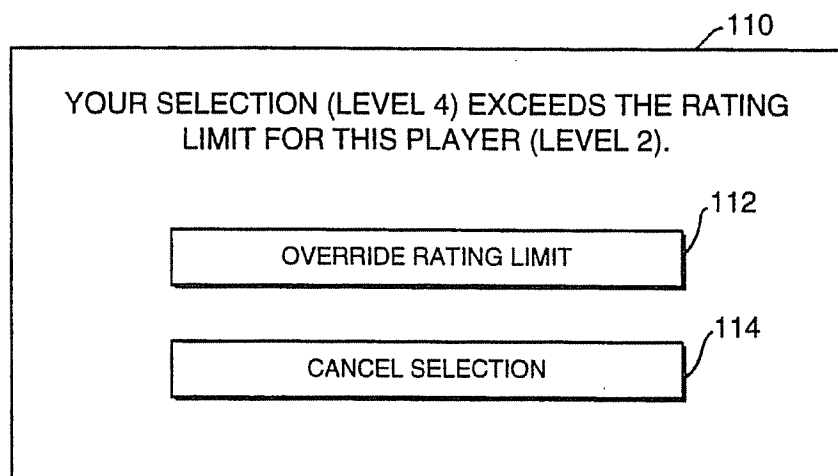 110
YOUR SELECTION (LEVEL 4) EXCEEDS THE RATING
LIMIT FOR THIS PLAYER (LEVEL 2).
112
OVERRIDE RATING LIMIT
114
CANCEL SELECTION